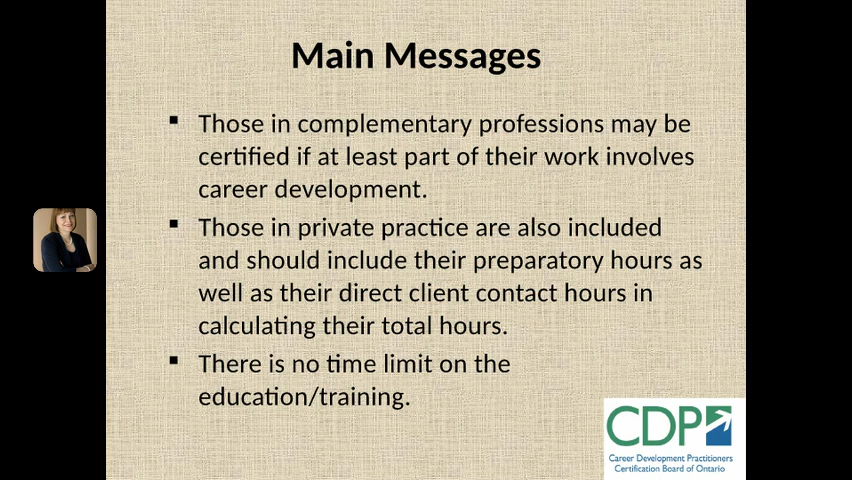 Main Messages
▪ Those in complementary professions may be
certified if at least part of their work involves
career development.
▪ Those in private practice are also included
and should include their preparatory hours as
well as their direct client contact hours in
calculating their total hours.
▪ There is no time limit on the
education/training.
CDP
Career Development Practitioners
Certification Board of Ontario